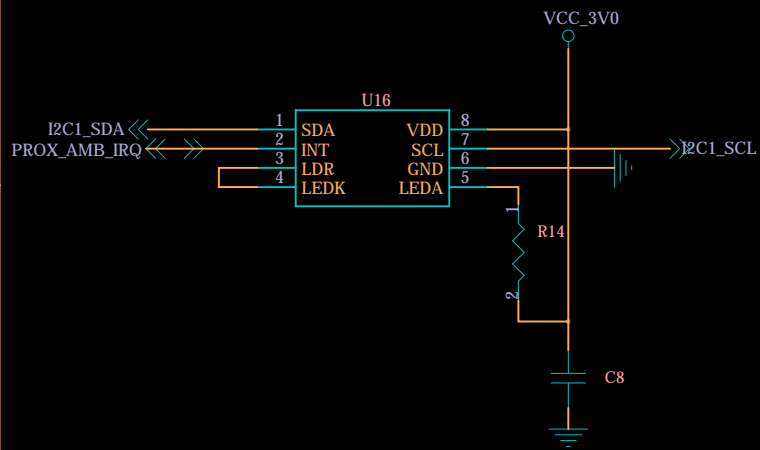 VCC_3V0
U16
I2C1_SDA 1 SDA VDD 8
PROX_AMB_IRQ 2 INT SCL 7 I2C1_SCL
3 LDR GND 6
4 LEDK LEDA 5
1
R14
2
C8